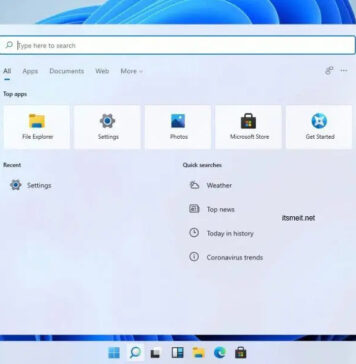 Type here to search
All Apps Documents Web More
Top apps
File Explorer Settings Photos Microsoft Store Get Started
Recent Quick searches
Settings Weather
Top news
itsmeit.net
Today in history
Coronavirus trends